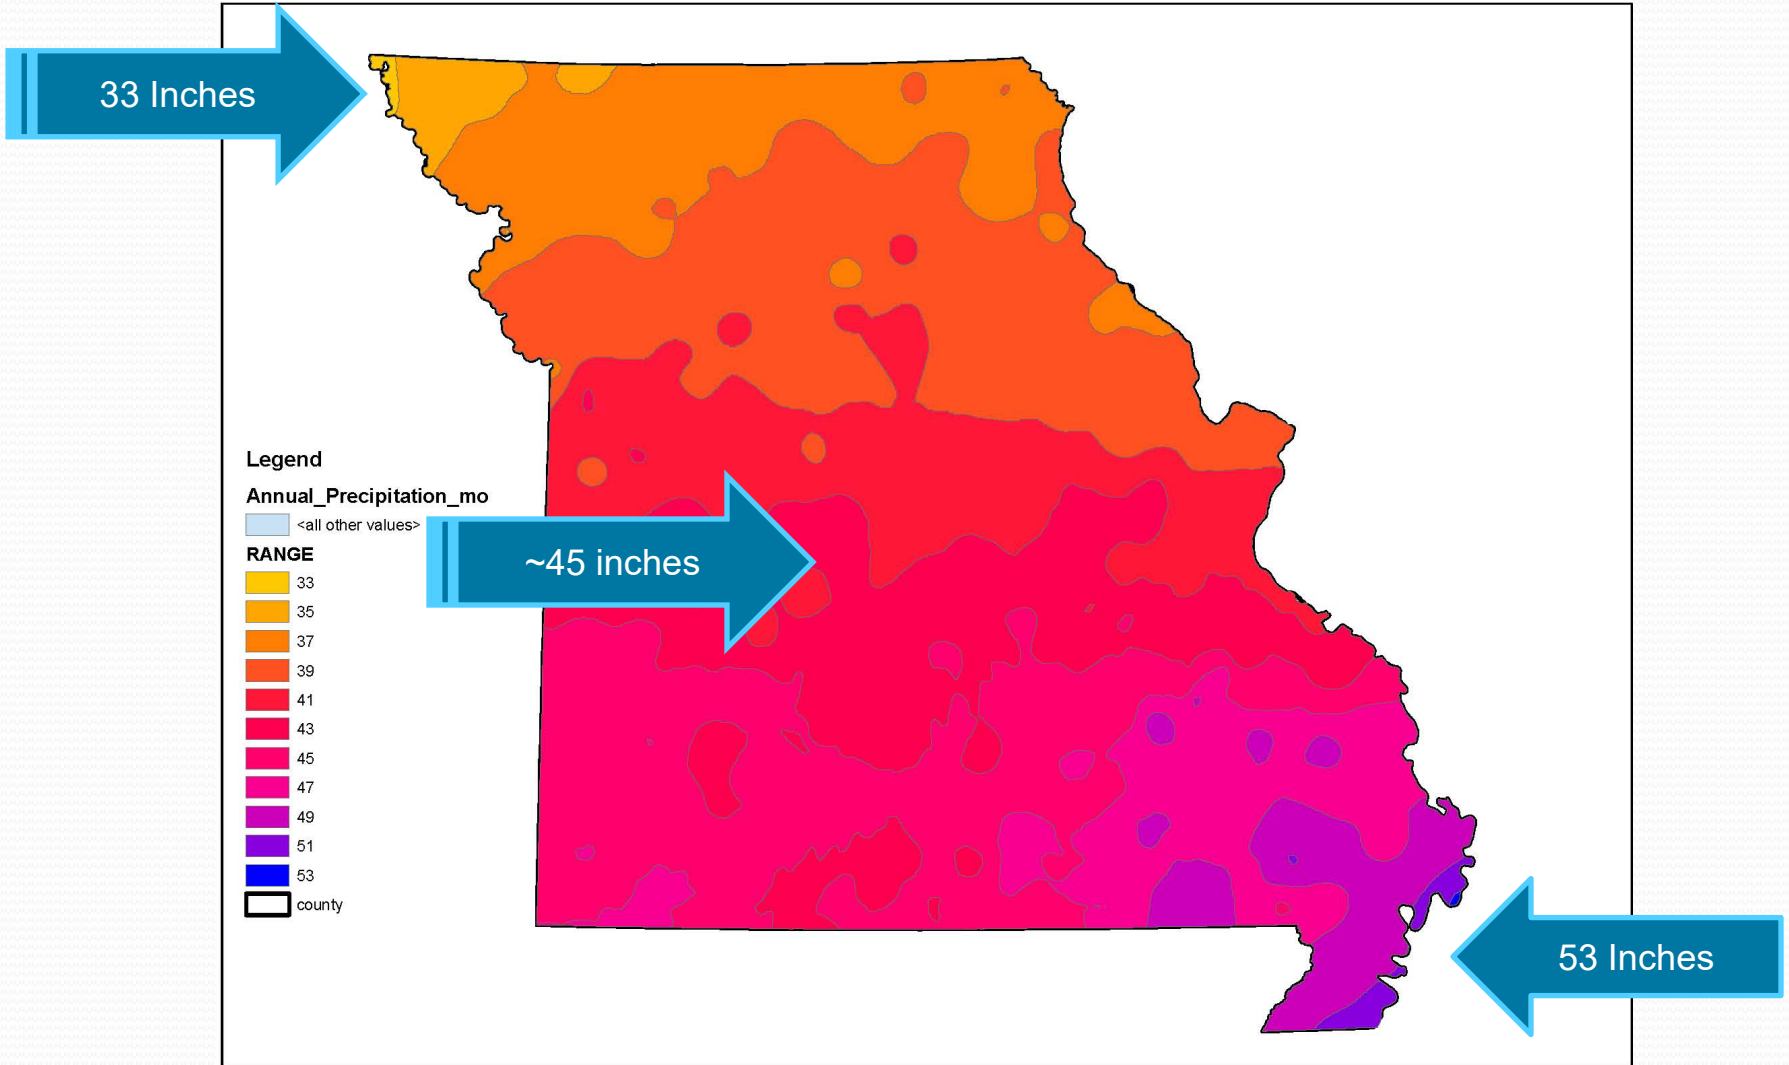 33 Inches
Legend
Annual_Precipitation_mo
<all other values>
RANGE
33
35
37
39
41
43
45
47
49
51
53
county
~45 inches
53 Inches